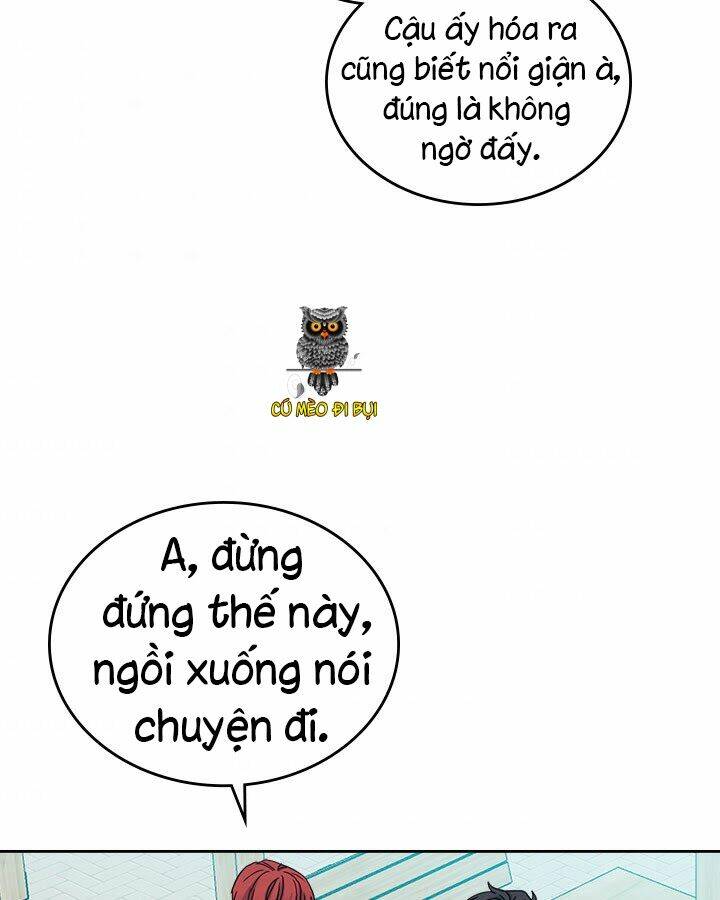 Cậu ấy hóa ra
cũng biết nổi giận à,
đúng là không
ngờ đấy.
CÚ MÈO ĐI BỤI
A, đừng
đứng thế này,
ngồi xuống nói
chuyện đi.